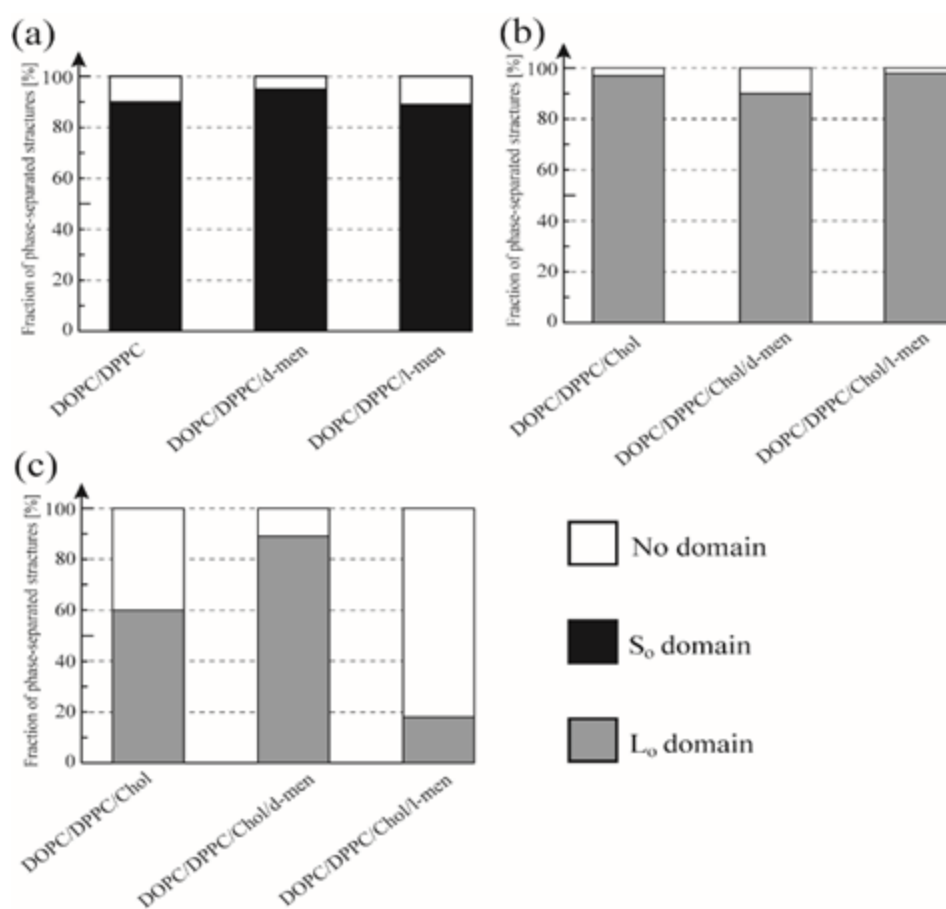 (a)
Fraction of phase-separated stractures [%]
100
80
60
40
20
0
DOPC/DPPC
DOPC/DPPC/d-men
DOPC/DPPC/l-men
(b)
Fraction of phase-separated structures [%]
100
80
60
40
20
0
DOPC/DPPC/Chol
DOPC/DPPC/Chol/d-men
DOPC/DPPC/Chol/l-men
(c)
Fraction of phase-separated stractures [%]
100
80
60
40
20
0
DOPC/DPPC/Chol
DOPC/DPPC/Chol/d-men
DOPC/DPPC/Chol/l-men
No domain
Sₒ domain
Lₒ domain